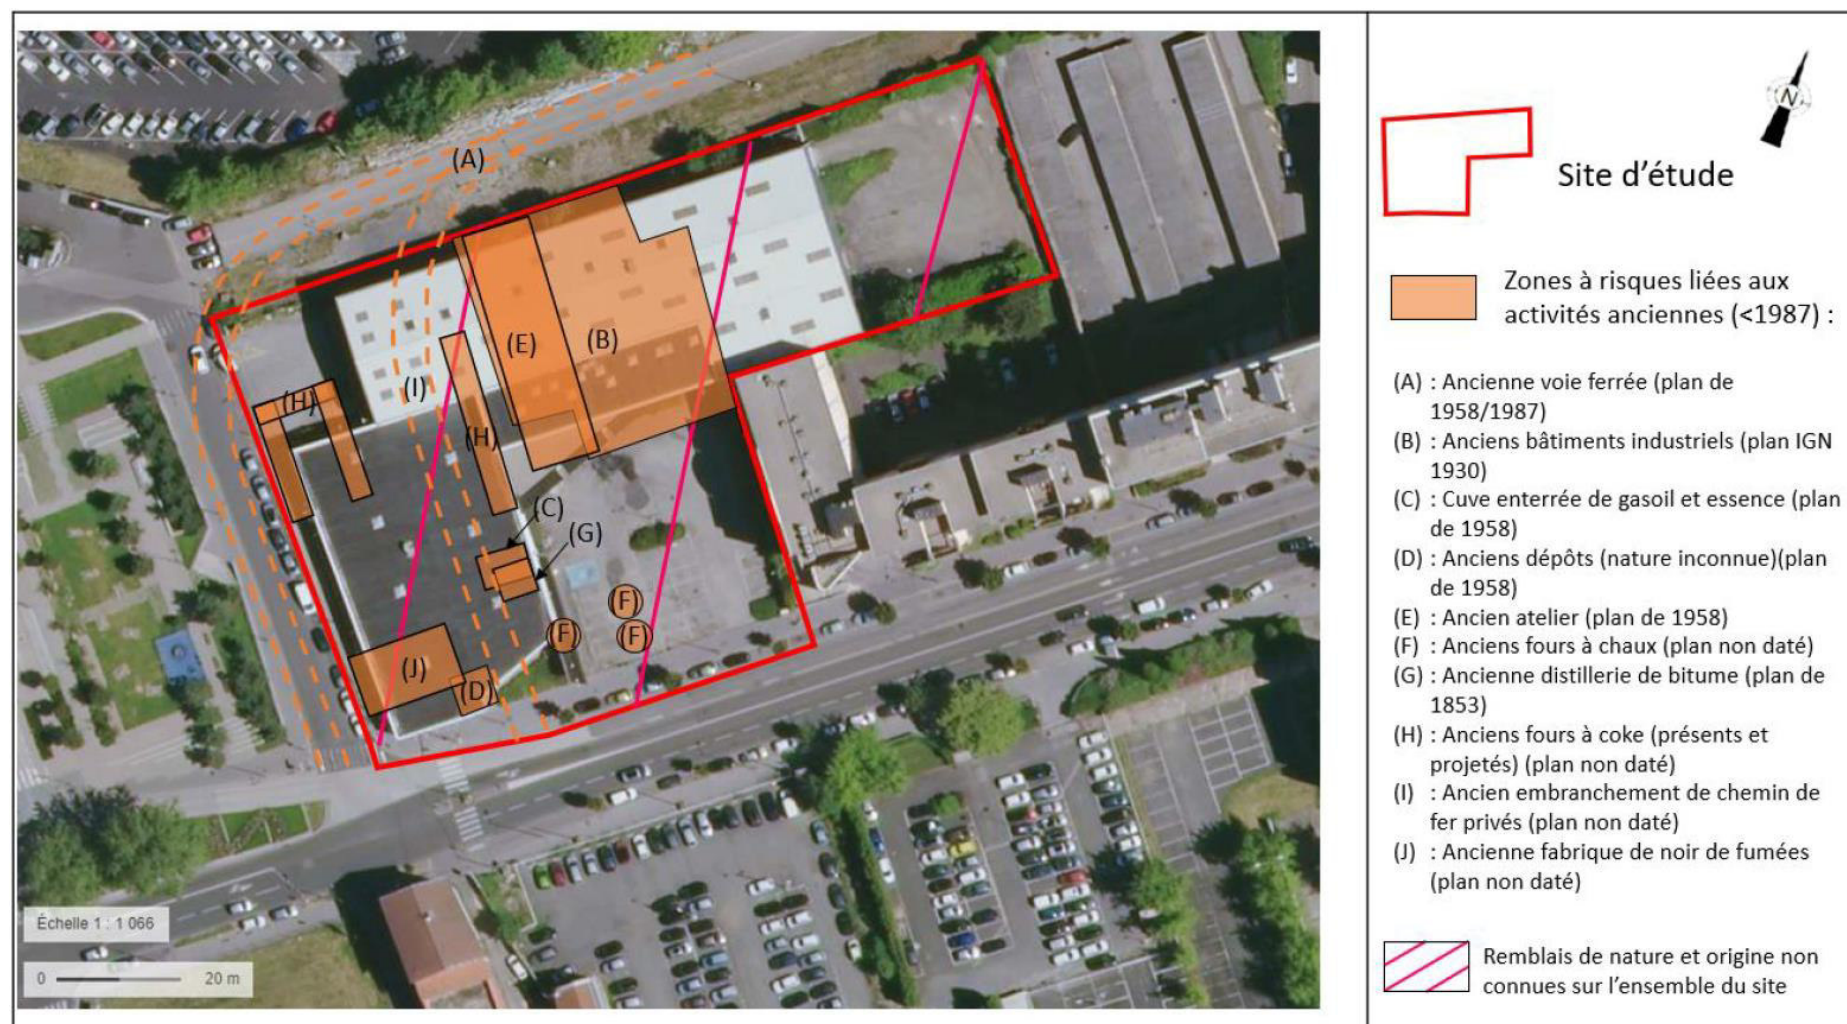 (A)
(E)
(B)
(I)
(H)
(H)
(C)
(G)
(F)
(F)
(F)
(J)
(D)
Échelle 1 : 1 066
0 20 m
N
Site d'étude
Zones à risques liées aux
activités anciennes (<1987) :
(A) : Ancienne voie ferrée (plan de
1958/1987)
(B) : Anciens bâtiments industriels (plan IGN
1930)
(C) : Cuve enterrée de gasoil et essence (plan
de 1958)
(D) : Anciens dépôts (nature inconnue)(plan
de 1958)
(E) : Ancien atelier (plan de 1958)
(F) : Anciens fours à chaux (plan non daté)
(G) : Ancienne distillerie de bitume (plan de
1853)
(H) : Anciens fours à coke (présents et
projetés) (plan non daté)
(I) : Ancien embranchement de chemin de
fer privés (plan non daté)
(J) : Ancienne fabrique de noir de fumées
(plan non daté)
Remblais de nature et origine non
connues sur l'ensemble du site